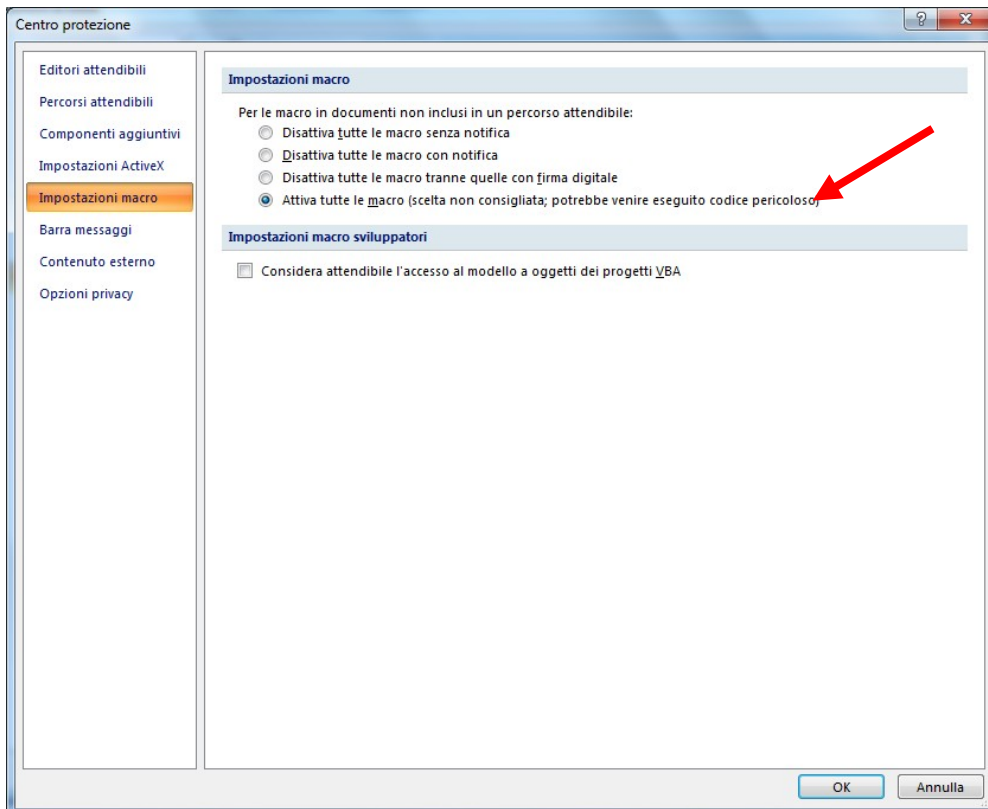 Centro protezione
Editori attendibili
Percorsi attendibili
Componenti aggiuntivi
Impostazioni ActiveX
Impostazioni macro
Barra messaggi
Contenuto esterno
Opzioni privacy
Impostazioni macro
Per le macro in documenti non inclusi in un percorso attendibile:
Disattiva tutte le macro senza notifica
Disattiva tutte le macro con notifica
Disattiva tutte le macro tranne quelle con firma digitale
Attiva tutte le macro (scelta non consigliata; potrebbe venire eseguito codice pericoloso)
Impostazioni macro sviluppatori
Considera attendibile l'accesso al modello a oggetti dei progetti VBA
OK
Annulla